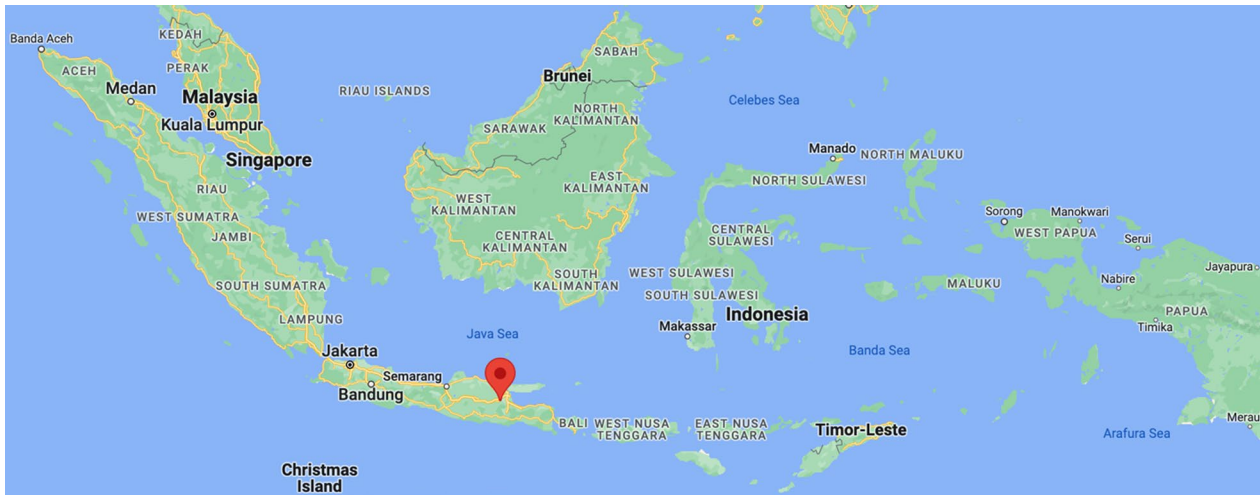 KEDAH
Banda Aceh
SABAH
ACEH
PERAK
Brunei
Medan
Malaysia
RIAU ISLANDS
Celebes Sea
NORTH
KALIMANTAN
Kuala Lumpur
SARAWAK
Manado
NORTH MALUKU
Singapore
NORTH SULAWESI
RIAU
EAST
KALIMANTAN
WEST
KALIMANTAN
Sorong
Manokwari
WEST SUMATRA
JAMBI
CENTRAL
KALIMANTAN
CENTRAL
SULAWESI
WEST PAPUA
Serui
Jayapura
SOUTH
KALIMANTAN
WEST SULAWESI
Nabire
SOUTH SUMATRA
SOUTH SULAWESI
MALUKU
LAMPUNG
Indonesia
PAPUA
Java Sea
Makassar
Timika
Jakarta
Banda Sea
Semarang
Bandung
BALI
WEST NUSA
TENGGARA
EAST NUSA
TENGGARA
Timor-Leste
Merau
Arafura Sea
Christmas
Island